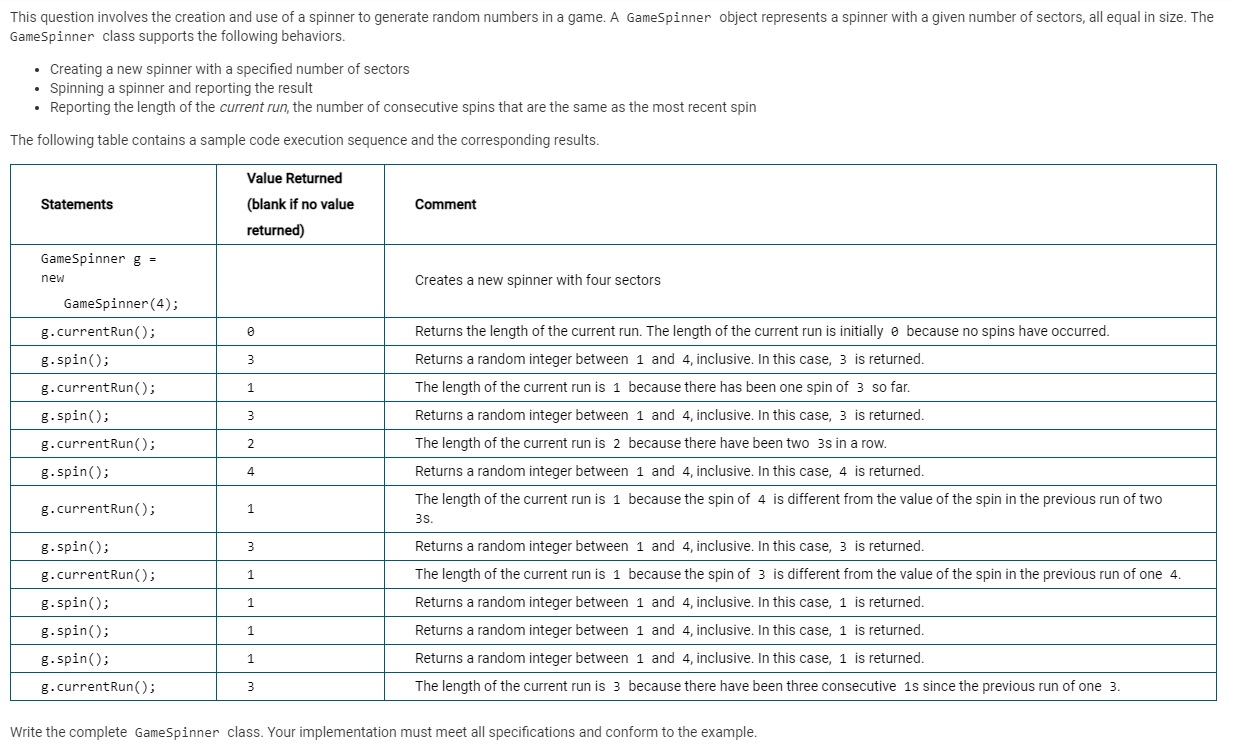 This question involves the creation and use of a spinner to generate random numbers in a game. A GameSpinner object represents a spinner with a given number of sectors, all equal in size. The
GameSpinner class supports the following behaviors.
• Creating a new spinner with a specified number of sectors
• Spinning a spinner and reporting the result
• Reporting the length of the current run, the number of consecutive spins that are the same as the most recent spin
The following table contains a sample code execution sequence and the corresponding results.
Statements
Value Returned
(blank if no value
returned)
Comment
GameSpinner g =
new
GameSpinner(4);
Creates a new spinner with four sectors
g.currentRun();
0
Returns the length of the current run. The length of the current run is initially 0 because no spins have occurred.
g.spin();
3
Returns a random integer between 1 and 4, inclusive. In this case, 3 is returned.
g.currentRun();
1
The length of the current run is 1 because there has been one spin of 3 so far.
g.spin();
3
Returns a random integer between 1 and 4, inclusive. In this case, 3 is returned.
g.currentRun();
2
The length of the current run is 2 because there have been two 3s in a row.
g.spin();
4
Returns a random integer between 1 and 4, inclusive. In this case, 4 is returned.
g.currentRun();
1
The length of the current run is 1 because the spin of 4 is different from the value of the spin in the previous run of two
3s.
g.spin();
3
Returns a random integer between 1 and 4, inclusive. In this case, 3 is returned.
g.currentRun();
1
The length of the current run is 1 because the spin of 3 is different from the value of the spin in the previous run of one 4.
g.spin();
1
Returns a random integer between 1 and 4, inclusive. In this case, 1 is returned.
g.spin();
1
Returns a random integer between 1 and 4, inclusive. In this case, 1 is returned.
g.spin();
1
Returns a random integer between 1 and 4, inclusive. In this case, 1 is returned.
g.currentRun();
3
The length of the current run is 3 because there have been three consecutive 1s since the previous run of one 3.
Write the complete GameSpinner class. Your implementation must meet all specifications and conform to the example.